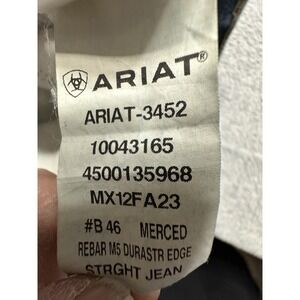 ARIAT®
ARIAT-3452
10043165
4500135968
MX12FA23
#B 46 MERCED
REBAR M5 DURASTR EDGE
STRGHT JEAN